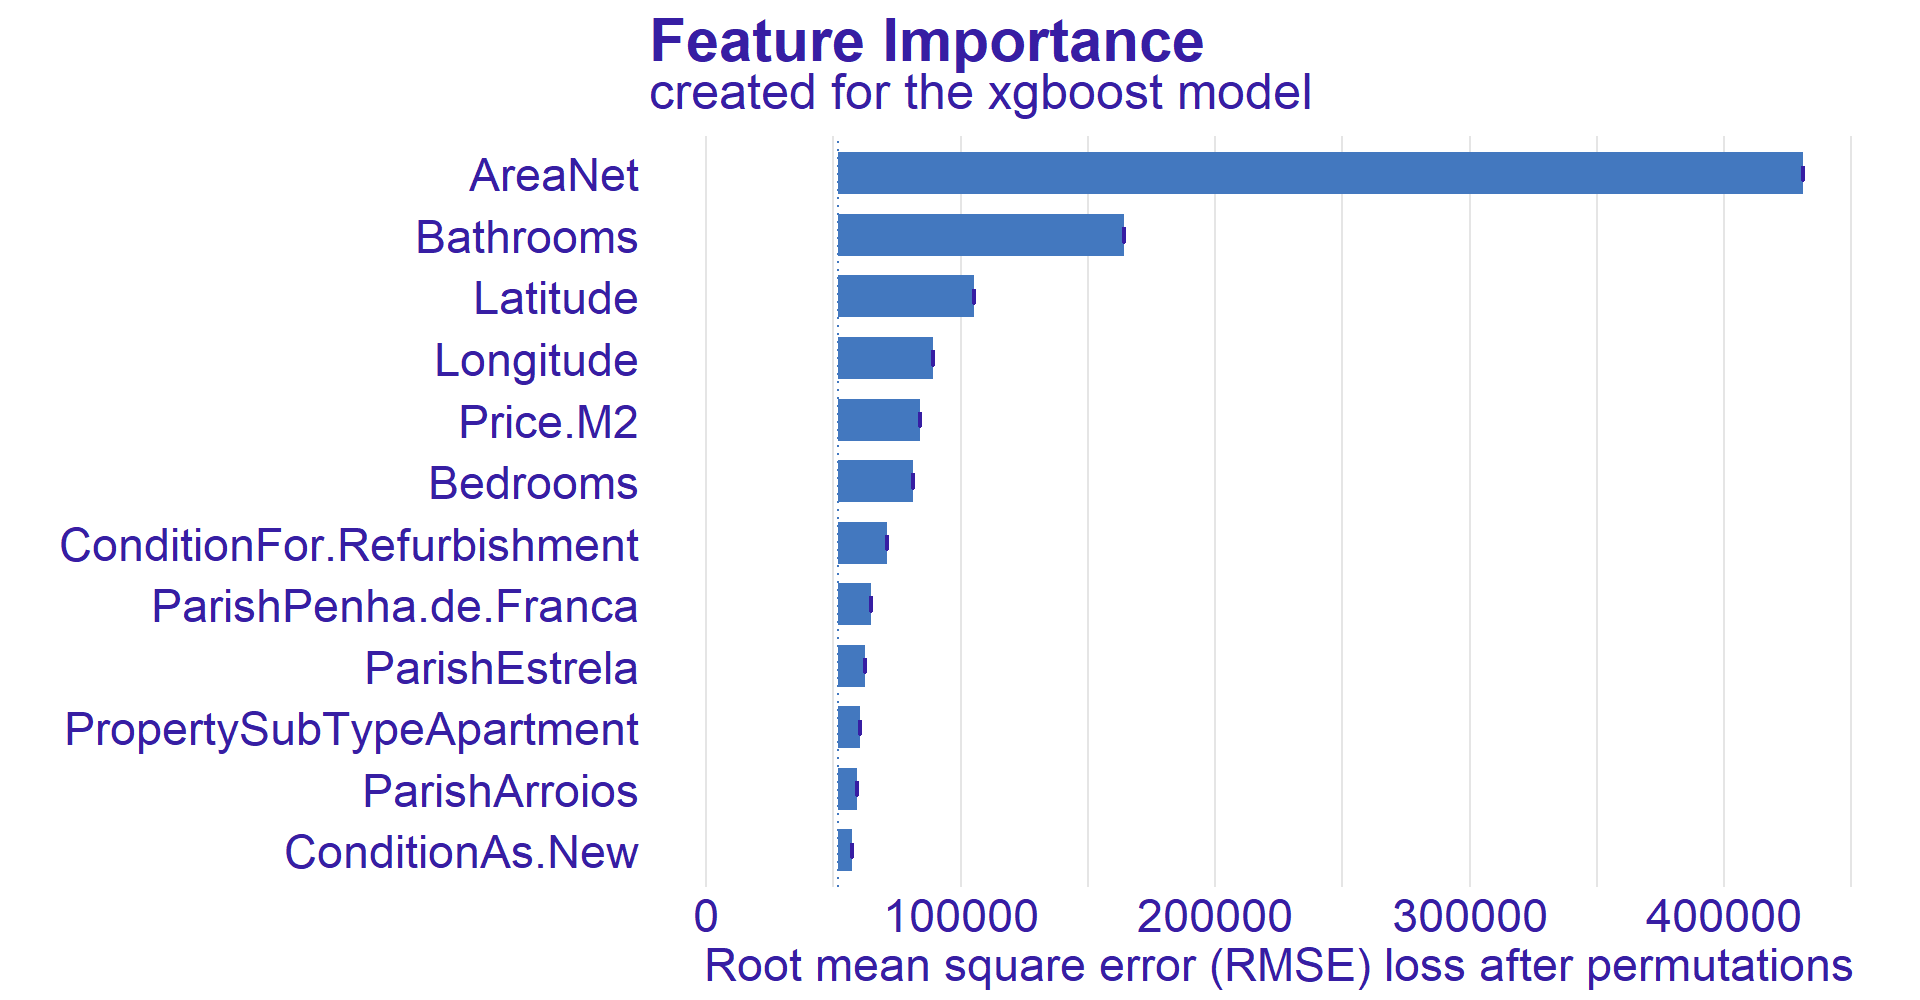 Feature Importance
created for the xgboost model
AreaNet
Bathrooms
Latitude
Longitude
Price.M2
Bedrooms
ConditionFor.Refurbishment
ParishPenha.de.Franca
ParishEstrela
PropertySubTypeApartment
ParishArroios
ConditionAs.New
0 100000 200000 300000 400000
Root mean square error (RMSE) loss after permutations